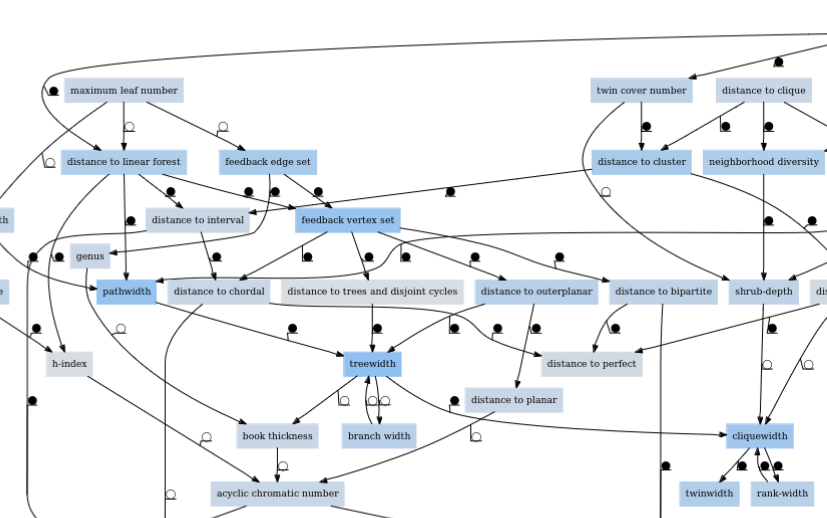 maximum leaf number
twin cover number
distance to clique
distance to linear forest
feedback edge set
distance to cluster
neighborhood diversity
th
distance to interval
feedback vertex set
genus
e
pathwidth
distance to chordal
distance to trees and disjoint cycles
distance to outerplanar
distance to bipartite
shrub-depth
dis
h-index
treewidth
distance to perfect
distance to planar
book thickness
branch width
cliquewidth
acyclic chromatic number
twinwidth
rank-width